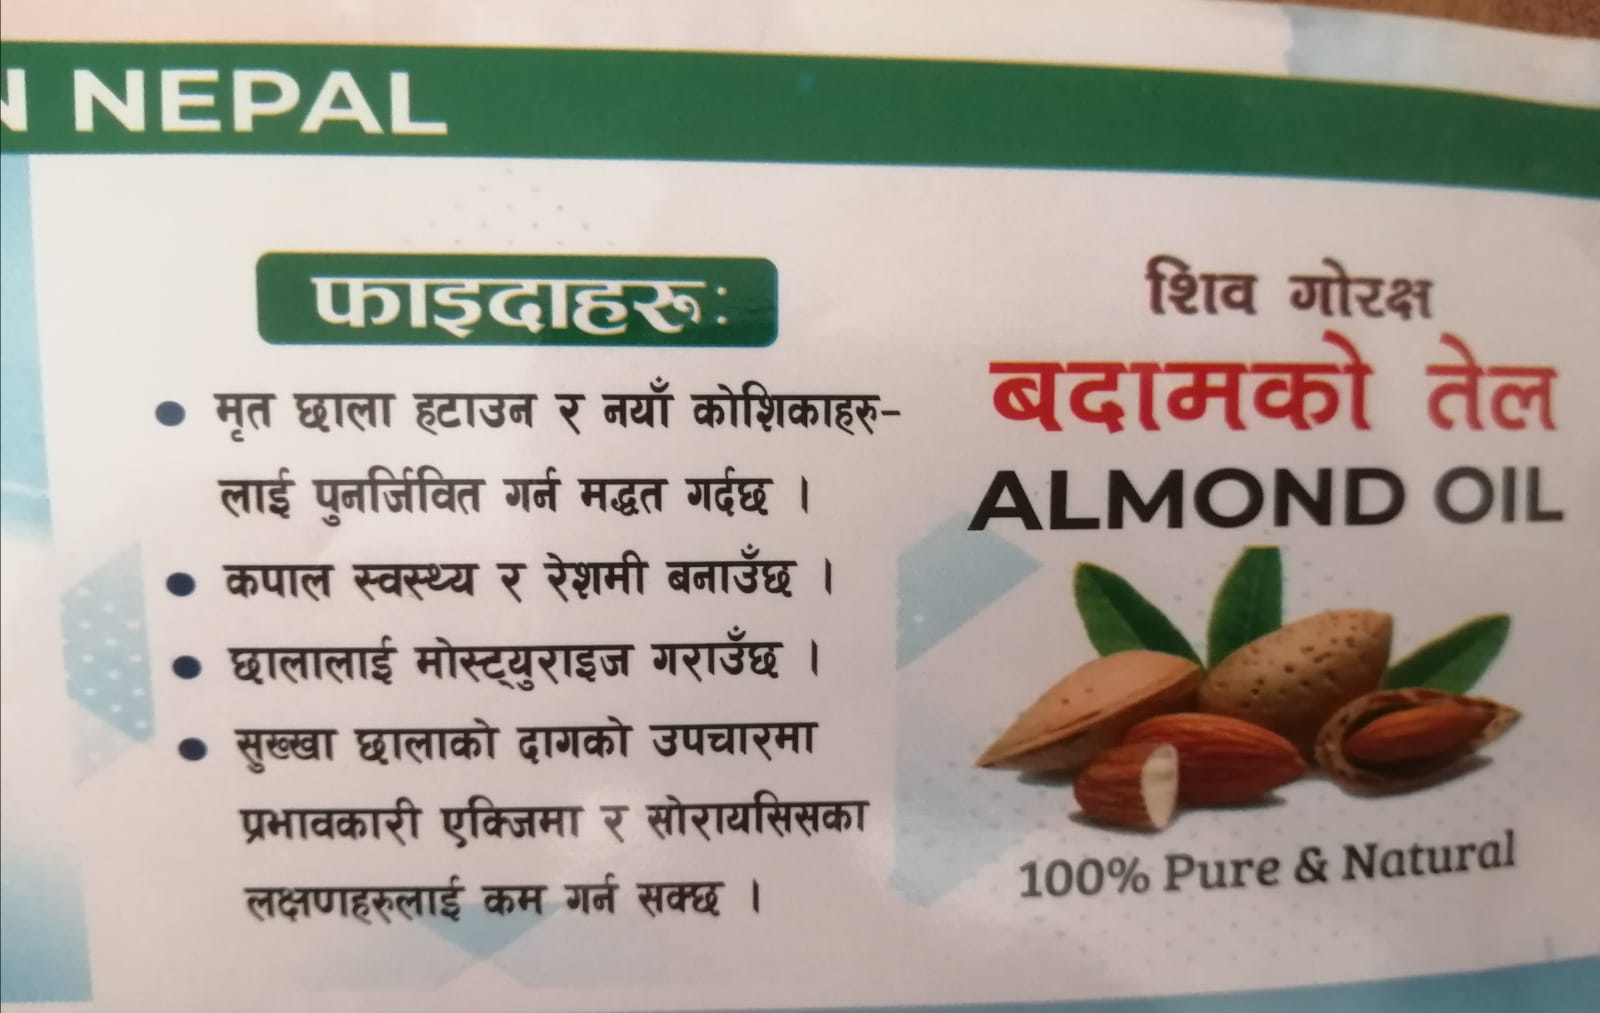 N NEPAL
फाइदाहरू:
• मृत छाला हटाउन र नयाँ कोशिकाहरु-
लाई पुनर्जिवित गर्न मद्धत गर्दछ ।
• कपाल स्वस्थ्य र रेशमी बनाउँछ ।
• छालालाई मोस्ट्युराइज गराउँछ ।
• सुख्खा छालाको दागको उपचारमा
प्रभावकारी एक्जिमा र सोरायसिसका
लक्षणहरुलाई कम गर्न सक्छ ।
शिव गोरक्ष
बदामको तेल
ALMOND OIL
100% Pure & Natural